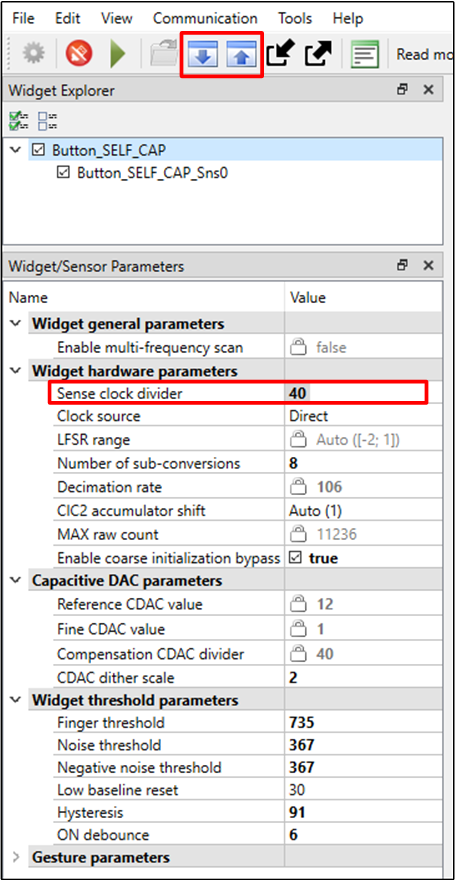 File Edit View Communication Tools Help
Read mo
Widget Explorer
Button_SELF_CAP
Button_SELF_CAP_Sns0
Widget/Sensor Parameters
Name Value
Widget general parameters
Enable multi-frequency scan false
Widget hardware parameters
Sense clock divider 40
Clock source Direct
LFSR range Auto ([-2; 1])
Number of sub-conversions 8
Decimation rate 106
CIC2 accumulator shift Auto (1)
MAX raw count 11236
Enable coarse initialization bypass true
Capacitive DAC parameters
Reference CDAC value 12
Fine CDAC value 1
Compensation CDAC divider 40
CDAC dither scale 2
Widget threshold parameters
Finger threshold 735
Noise threshold 367
Negative noise threshold 367
Low baseline reset 30
Hysteresis 91
ON debounce 6
Gesture parameters